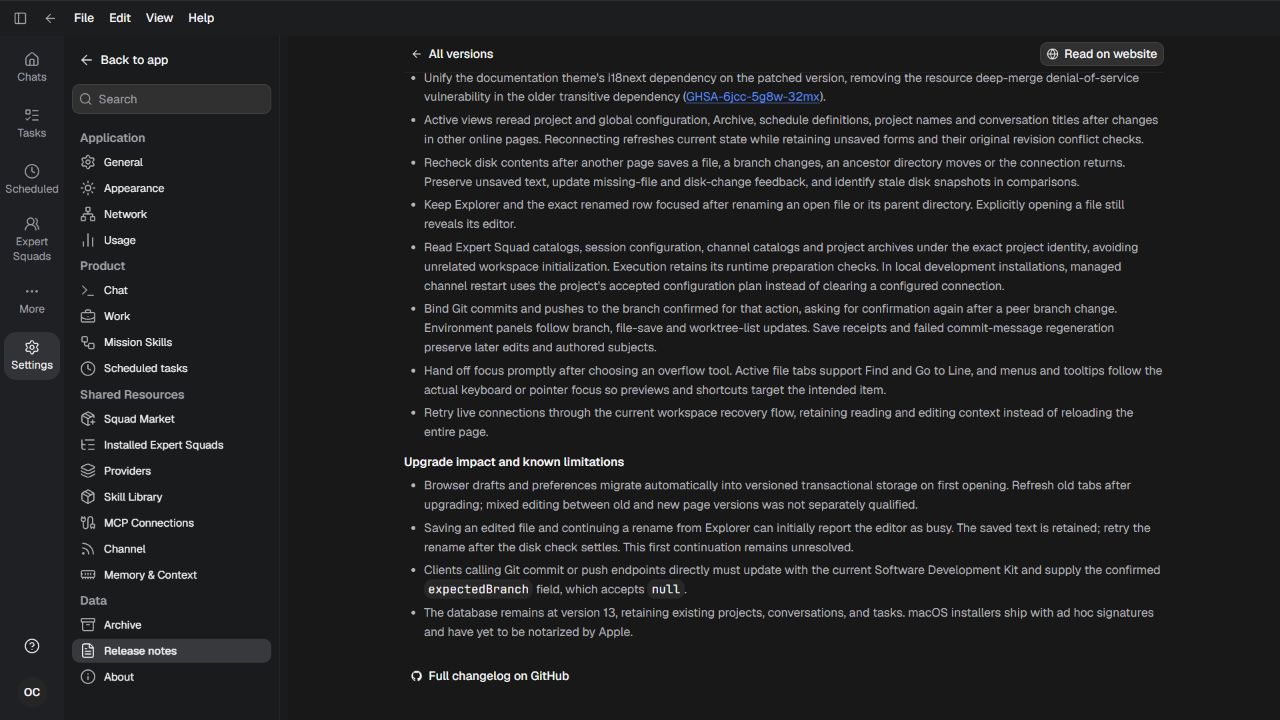 File Edit View Help
Chats
Tasks
Scheduled
Expert
Squads
More
Settings
OC
Back to app
Search
Application
General
Appearance
Network
Usage
Product
Chat
Work
Mission Skills
Scheduled tasks
Shared Resources
Squad Market
Installed Expert Squads
Providers
Skill Library
MCP Connections
Channel
Memory & Context
Data
Archive
Release notes
About
All versions
Read on website
Unify the documentation theme's i18next dependency on the patched version, removing the resource deep-merge denial-of-service
vulnerability in the older transitive dependency (GHSA-6jcc-5g8w-32mx).
Active views reread project and global configuration, Archive, schedule definitions, project names and conversation titles after changes
in other online pages. Reconnecting refreshes current state while retaining unsaved forms and their original revision conflict checks.
Recheck disk contents after another page saves a file, a branch changes, an ancestor directory moves or the connection returns.
Preserve unsaved text, update missing-file and disk-change feedback, and identify stale disk snapshots in comparisons.
Keep Explorer and the exact renamed row focused after renaming an open file or its parent directory. Explicitly opening a file still
reveals its editor.
Read Expert Squad catalogs, session configuration, channel catalogs and project archives under the exact project identity, avoiding
unrelated workspace initialization. Execution retains its runtime preparation checks. In local development installations, managed
channel restart uses the project's accepted configuration plan instead of clearing a configured connection.
Bind Git commits and pushes to the branch confirmed for that action, asking for confirmation again after a peer branch change.
Environment panels follow branch, file-save and worktree-list updates. Save receipts and failed commit-message regeneration
preserve later edits and authored subjects.
Hand off focus promptly after choosing an overflow tool. Active file tabs support Find and Go to Line, and menus and tooltips follow the
actual keyboard or pointer focus so previews and shortcuts target the intended item.
Retry live connections through the current workspace recovery flow, retaining reading and editing context instead of reloading the
entire page.
Upgrade impact and known limitations
Browser drafts and preferences migrate automatically into versioned transactional storage on first opening. Refresh old tabs after
upgrading; mixed editing between old and new page versions was not separately qualified.
Saving an edited file and continuing a rename from Explorer can initially report the editor as busy. The saved text is retained; retry the
rename after the disk check settles. This first continuation remains unresolved.
Clients calling Git commit or push endpoints directly must update with the current Software Development Kit and supply the confirmed
expectedBranch field, which accepts null.
The database remains at version 13, retaining existing projects, conversations, and tasks. macOS installers ship with ad hoc signatures
and have yet to be notarized by Apple.
Full changelog on GitHub